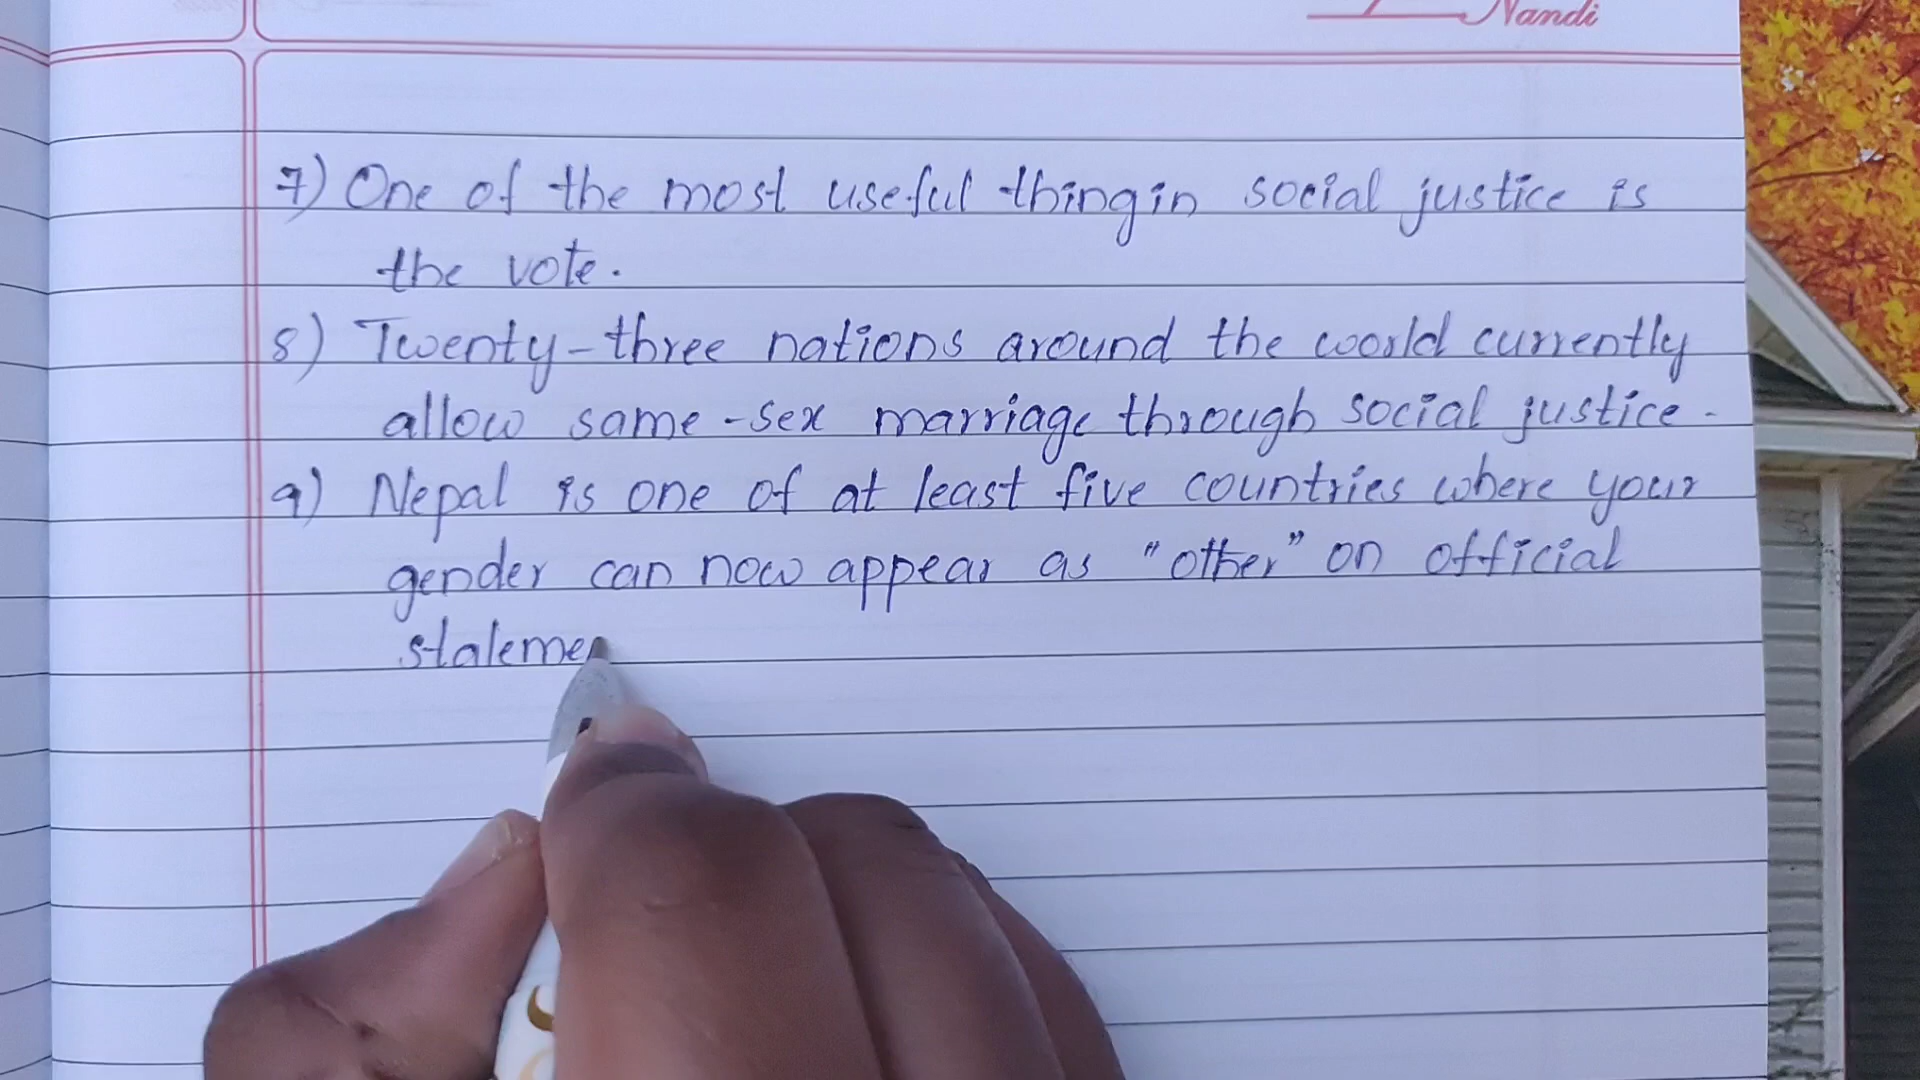 Nandi
7) One of the most useful thing in social justice is
the vote.
8) Twenty-three nations around the world currently
allow same-sex marriage through social justice.
9) Nepal is one of at least five countries where your
gender can now appear as "other" on official
stateme